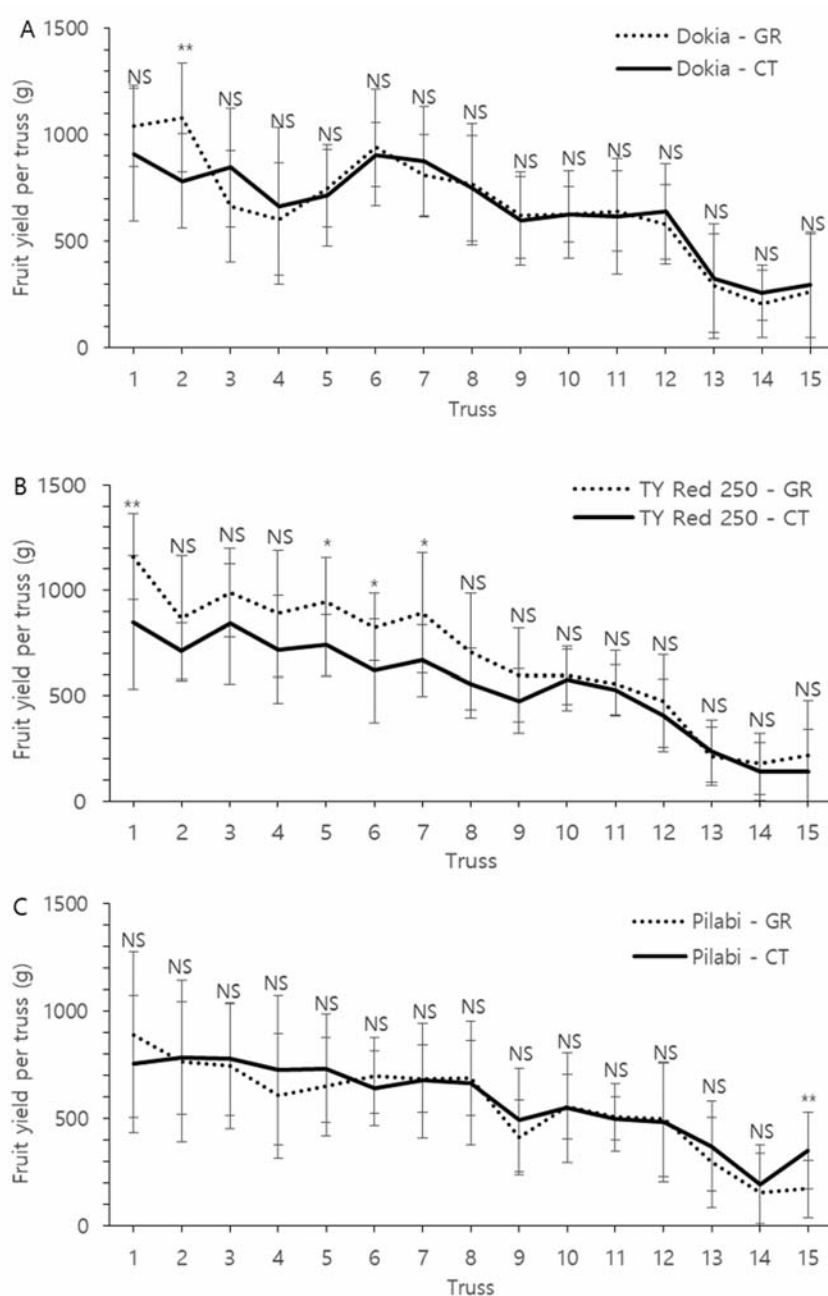 A
Fruit yield per truss (g)
1500
1000
500
0
Dokia - GR
Dokia - CT
NS ** NS NS NS NS NS NS NS NS NS NS NS NS NS
1 2 3 4 5 6 7 8 9 10 11 12 13 14 15
Truss
B
Fruit yield per truss (g)
1500
1000
500
0
TY Red 250 - GR
TY Red 250 - CT
** NS NS NS * * * NS NS NS NS NS NS NS NS
1 2 3 4 5 6 7 8 9 10 11 12 13 14 15
Truss
C
Fruit yield per truss (g)
1500
1000
500
0
Pilabi - GR
Pilabi - CT
NS NS NS NS NS NS NS NS NS NS NS NS NS NS **
1 2 3 4 5 6 7 8 9 10 11 12 13 14 15
Truss